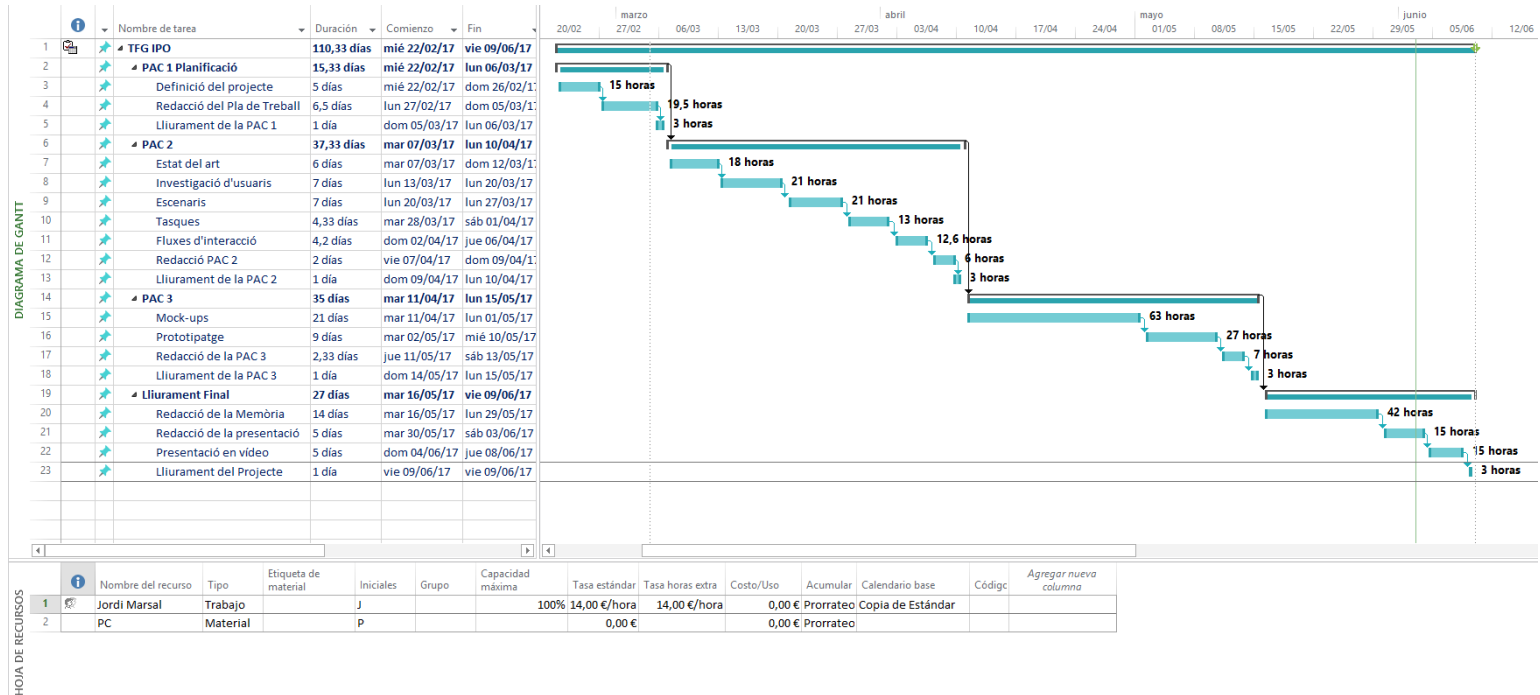 DIAGRAMA DE GANTT
Nombre de tarea Duración Comienzo Fin
marzo abril mayo junio
20/02 27/02 06/03 13/03 20/03 27/03 03/04 10/04 17/04 24/04 01/05 08/05 15/05 22/05 29/05 05/06 12/06
1 TFG IPO 110,33 días mié 22/02/17 vie 09/06/17
2 PAC 1 Planificació 15,33 días mié 22/02/17 lun 06/03/17
3 Definició del projecte 5 días mié 22/02/17 dom 26/02/17 15 horas
4 Redacció del Pla de Treball 6,5 días lun 27/02/17 dom 05/03/17 19,5 horas
5 Lliurament de la PAC 1 1 día dom 05/03/17 lun 06/03/17 3 horas
6 PAC 2 37,33 días mar 07/03/17 lun 10/04/17
7 Estat del art 6 días mar 07/03/17 dom 12/03/17 18 horas
8 Investigació d'usuaris 7 días lun 13/03/17 lun 20/03/17 21 horas
9 Escenaris 7 días lun 20/03/17 lun 27/03/17 21 horas
10 Tasques 4,33 días mar 28/03/17 sáb 01/04/17 13 horas
11 Fluxes d'interacció 4,2 días dom 02/04/17 jue 06/04/17 12,6 horas
12 Redacció PAC 2 2 días vie 07/04/17 dom 09/04/17 6 horas
13 Lliurament de la PAC 2 1 día dom 09/04/17 lun 10/04/17 3 horas
14 PAC 3 35 días mar 11/04/17 lun 15/05/17
15 Mock-ups 21 días mar 11/04/17 lun 01/05/17 63 horas
16 Prototipatge 9 días mar 02/05/17 mié 10/05/17 27 horas
17 Redacció de la PAC 3 2,33 días jue 11/05/17 sáb 13/05/17 7 horas
18 Lliurament de la PAC 3 1 día dom 14/05/17 lun 15/05/17 3 horas
19 Lliurament Final 27 días mar 16/05/17 vie 09/06/17
20 Redacció de la Memòria 14 días mar 16/05/17 lun 29/05/17 42 horas
21 Redacció de la presentació 5 días mar 30/05/17 sáb 03/06/17 15 horas
22 Presentació en vídeo 5 días dom 04/06/17 jue 08/06/17 15 horas
23 Lliurament del Projecte 1 día vie 09/06/17 vie 09/06/17 3 horas
HOJA DE RECURSOS
Nombre del recurso Tipo Etiqueta de material Iniciales Grupo Capacidad máxima Tasa estándar Tasa horas extra Costo/Uso Acumular Calendario base Códigc Agregar nueva columna
1 Jordi Marsal Trabajo J 100% 14,00 €/hora 14,00 €/hora 0,00 € Prorrateo Copia de Estándar
2 PC Material P 0,00 € 0,00 € Prorrateo